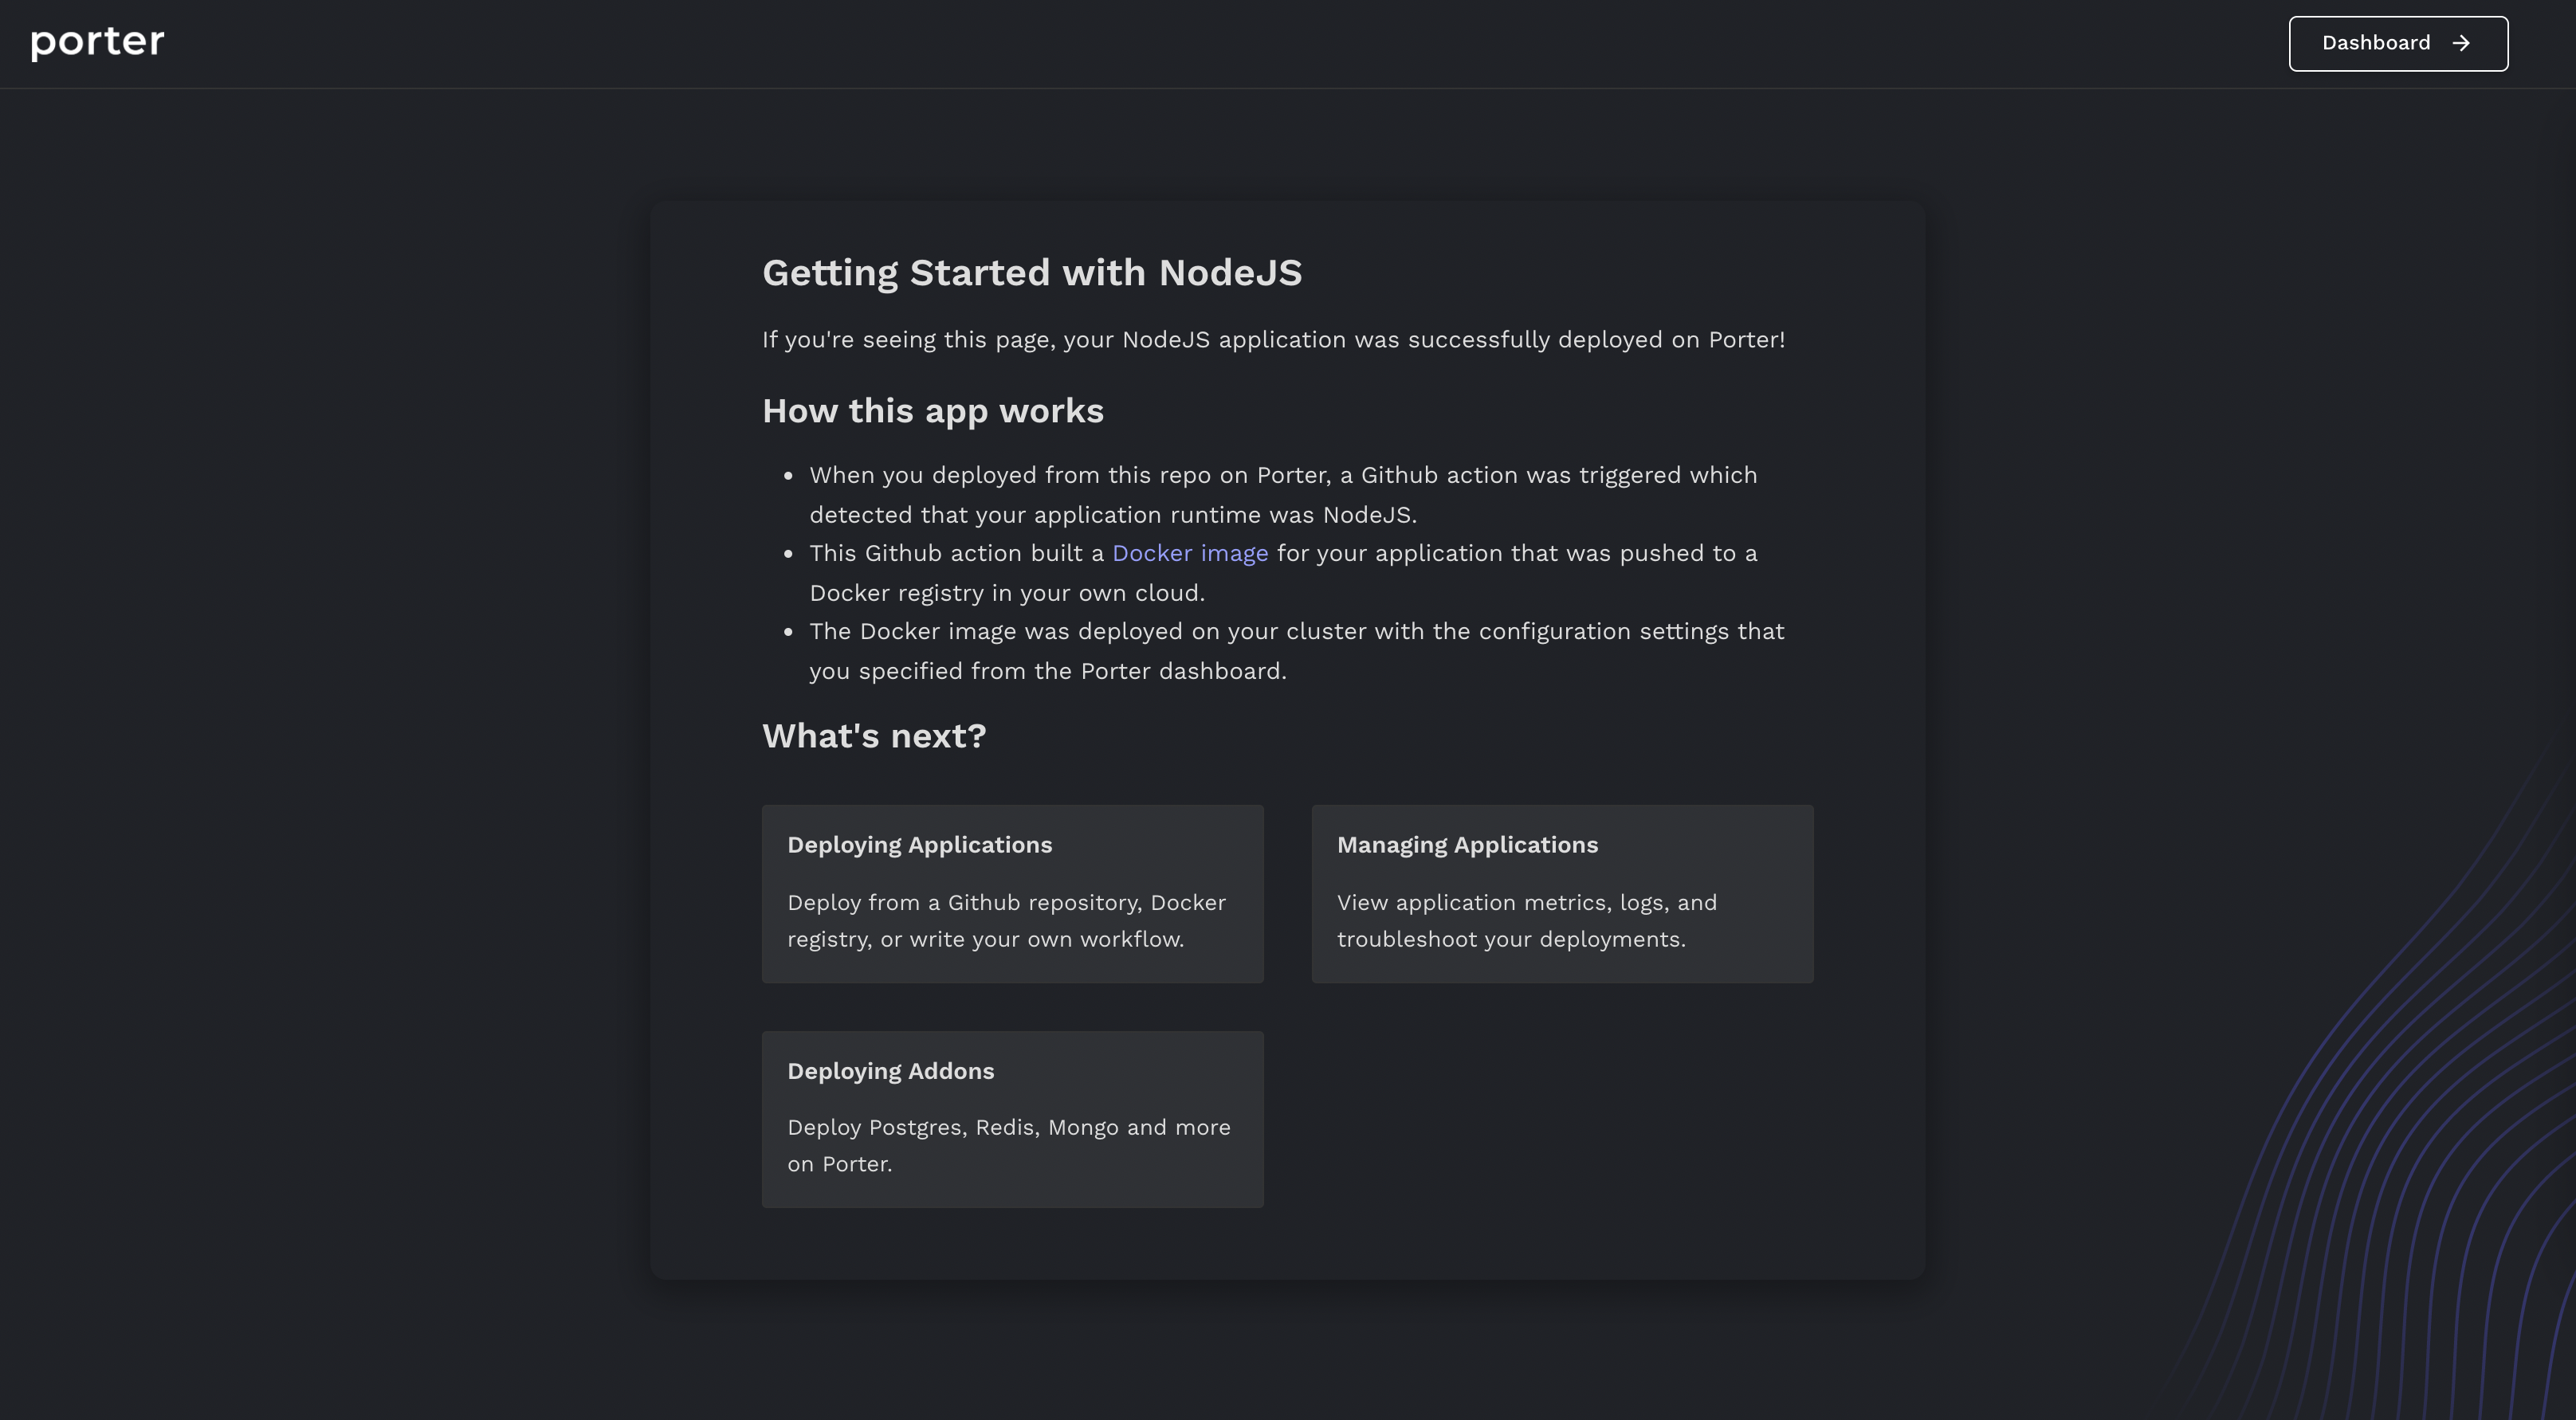 porter
Dashboard →
Getting Started with NodeJS
If you're seeing this page, your NodeJS application was successfully deployed on Porter!
How this app works
• When you deployed from this repo on Porter, a Github action was triggered which
detected that your application runtime was NodeJS.
• This Github action built a Docker image for your application that was pushed to a
Docker registry in your own cloud.
• The Docker image was deployed on your cluster with the configuration settings that
you specified from the Porter dashboard.
What's next?
Deploying Applications
Deploy from a Github repository, Docker
registry, or write your own workflow.
Managing Applications
View application metrics, logs, and
troubleshoot your deployments.
Deploying Addons
Deploy Postgres, Redis, Mongo and more
on Porter.